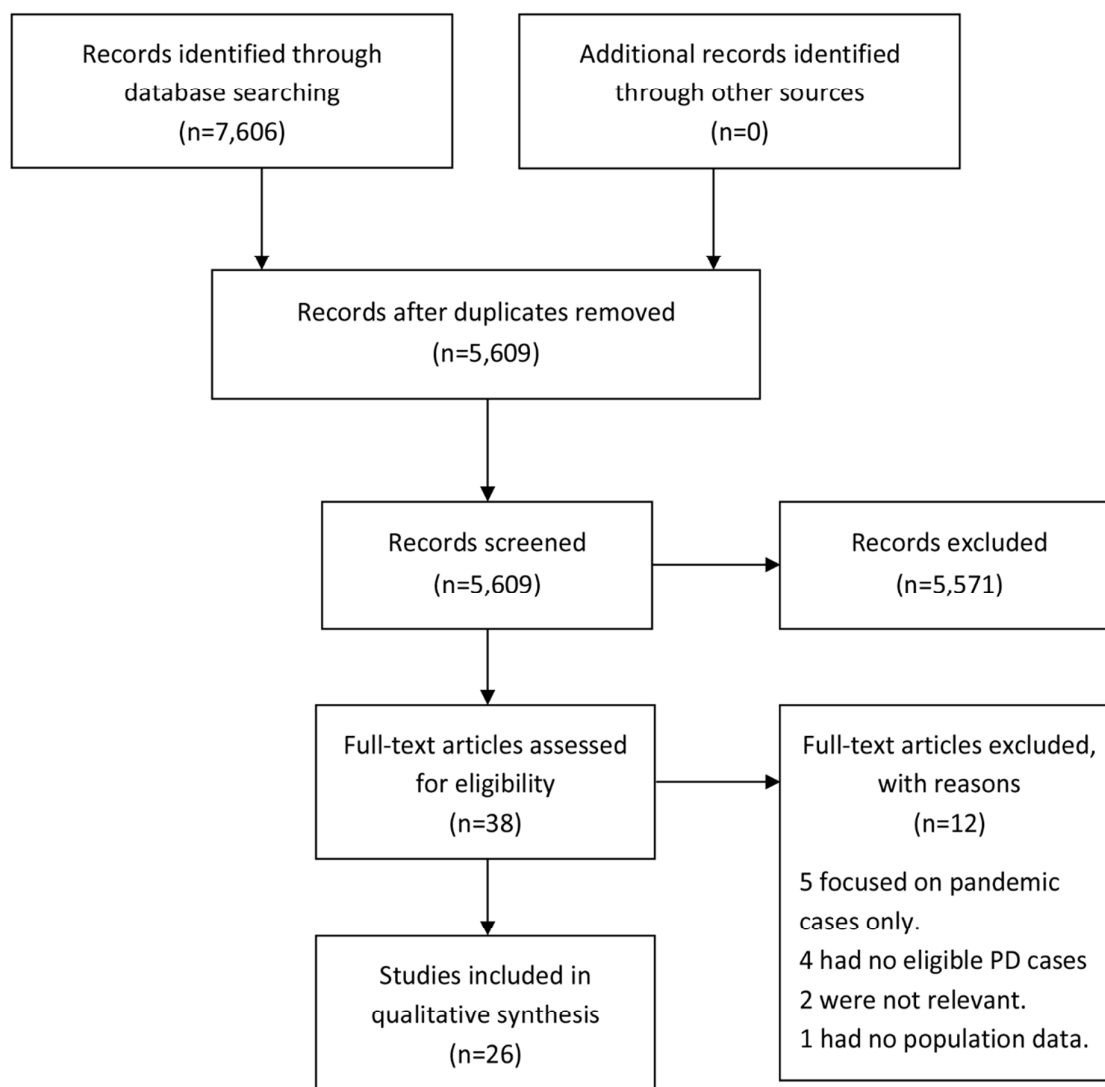 Records identified through
database searching
(n=7,606)
Additional records identified
through other sources
(n=0)
Records after duplicates removed
(n=5,609)
Records screened
(n=5,609)
Records excluded
(n=5,571)
Full-text articles assessed
for eligibility
(n=38)
Full-text articles excluded,
with reasons
(n=12)
5 focused on pandemic
cases only.
4 had no eligible PD cases
2 were not relevant.
1 had no population data.
Studies included in
qualitative synthesis
(n=26)